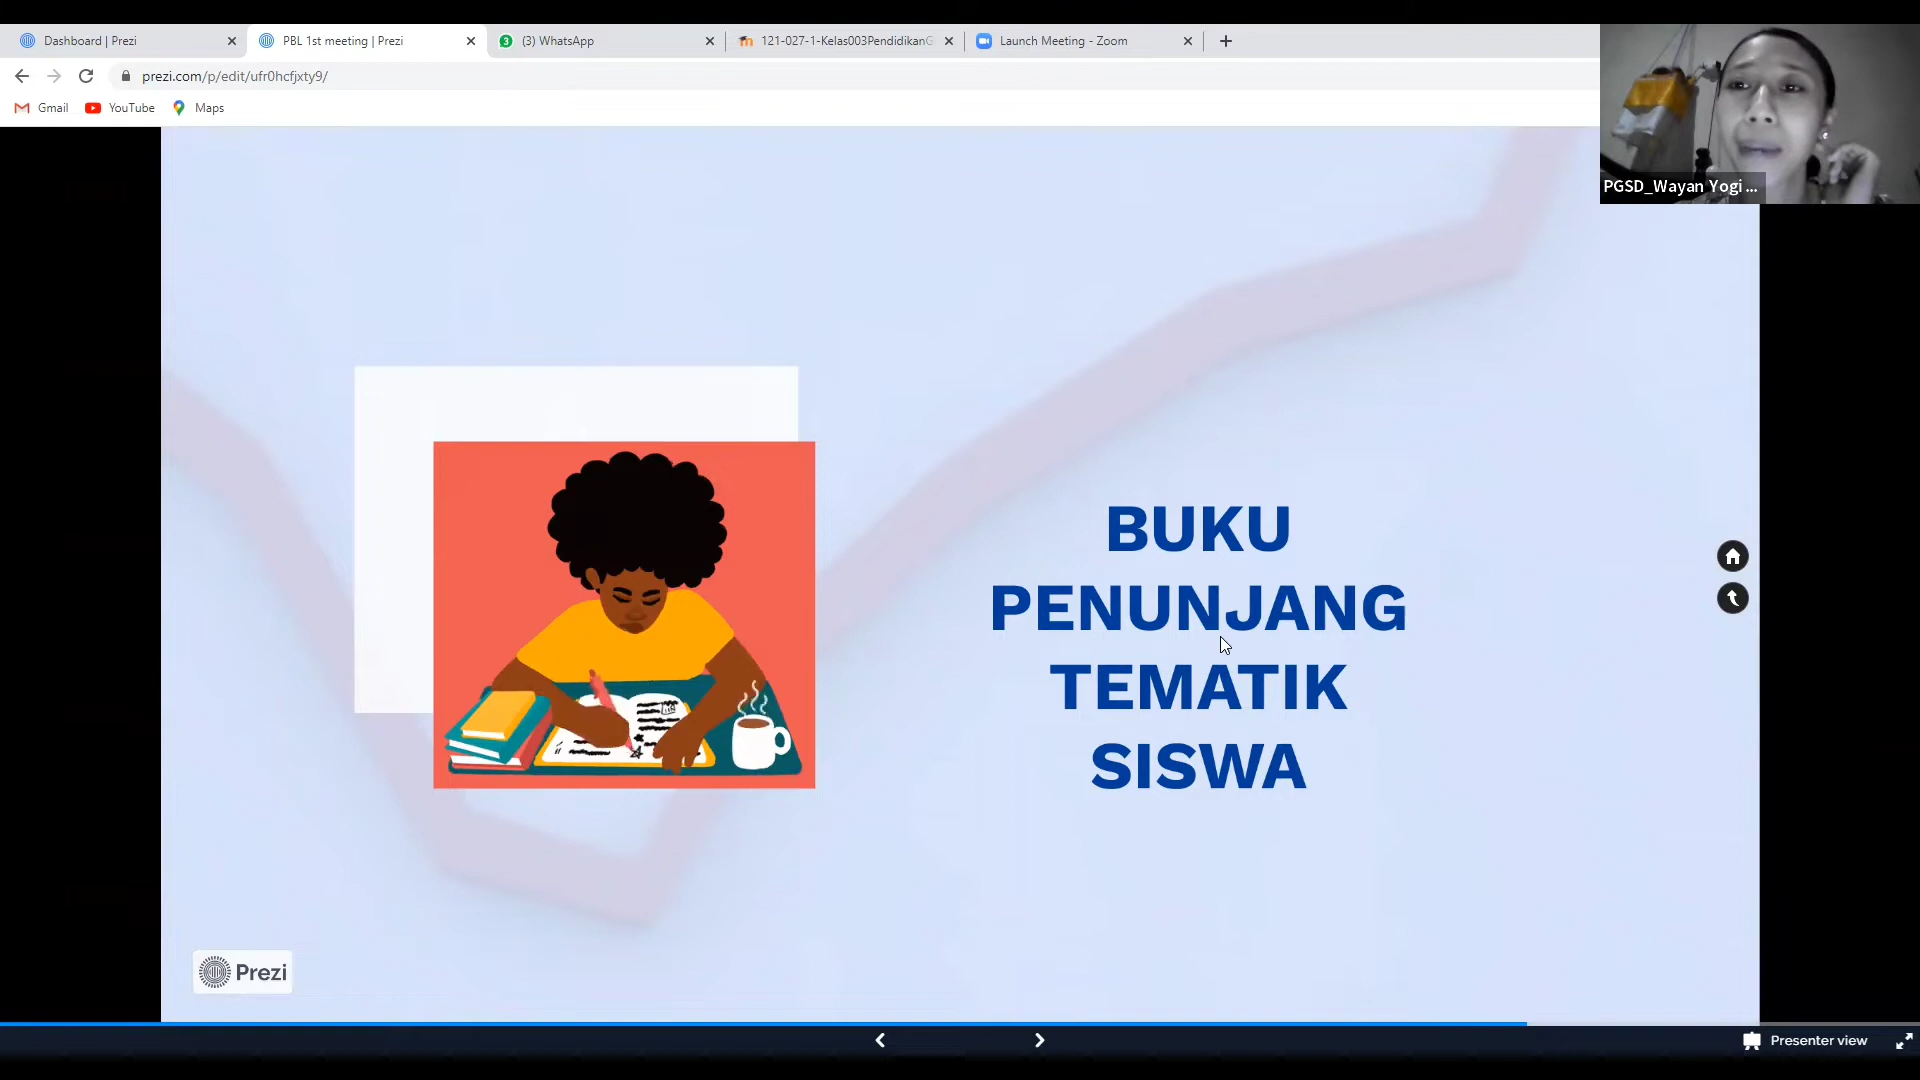 Dashboard | Prezi
PBL 1st meeting | Prezi
3
(3) WhatsApp
121-027-1-Kelas003PendidikanG
Launch Meeting - Zoom
prezi.com/p/edit/ufr0hcfjxty9/
Gmail
YouTube
Maps
PGSD_Wayan Yogi ...
BUKU
PENUNJANG
TEMATIK
SISWA
Prezi
Presenter view